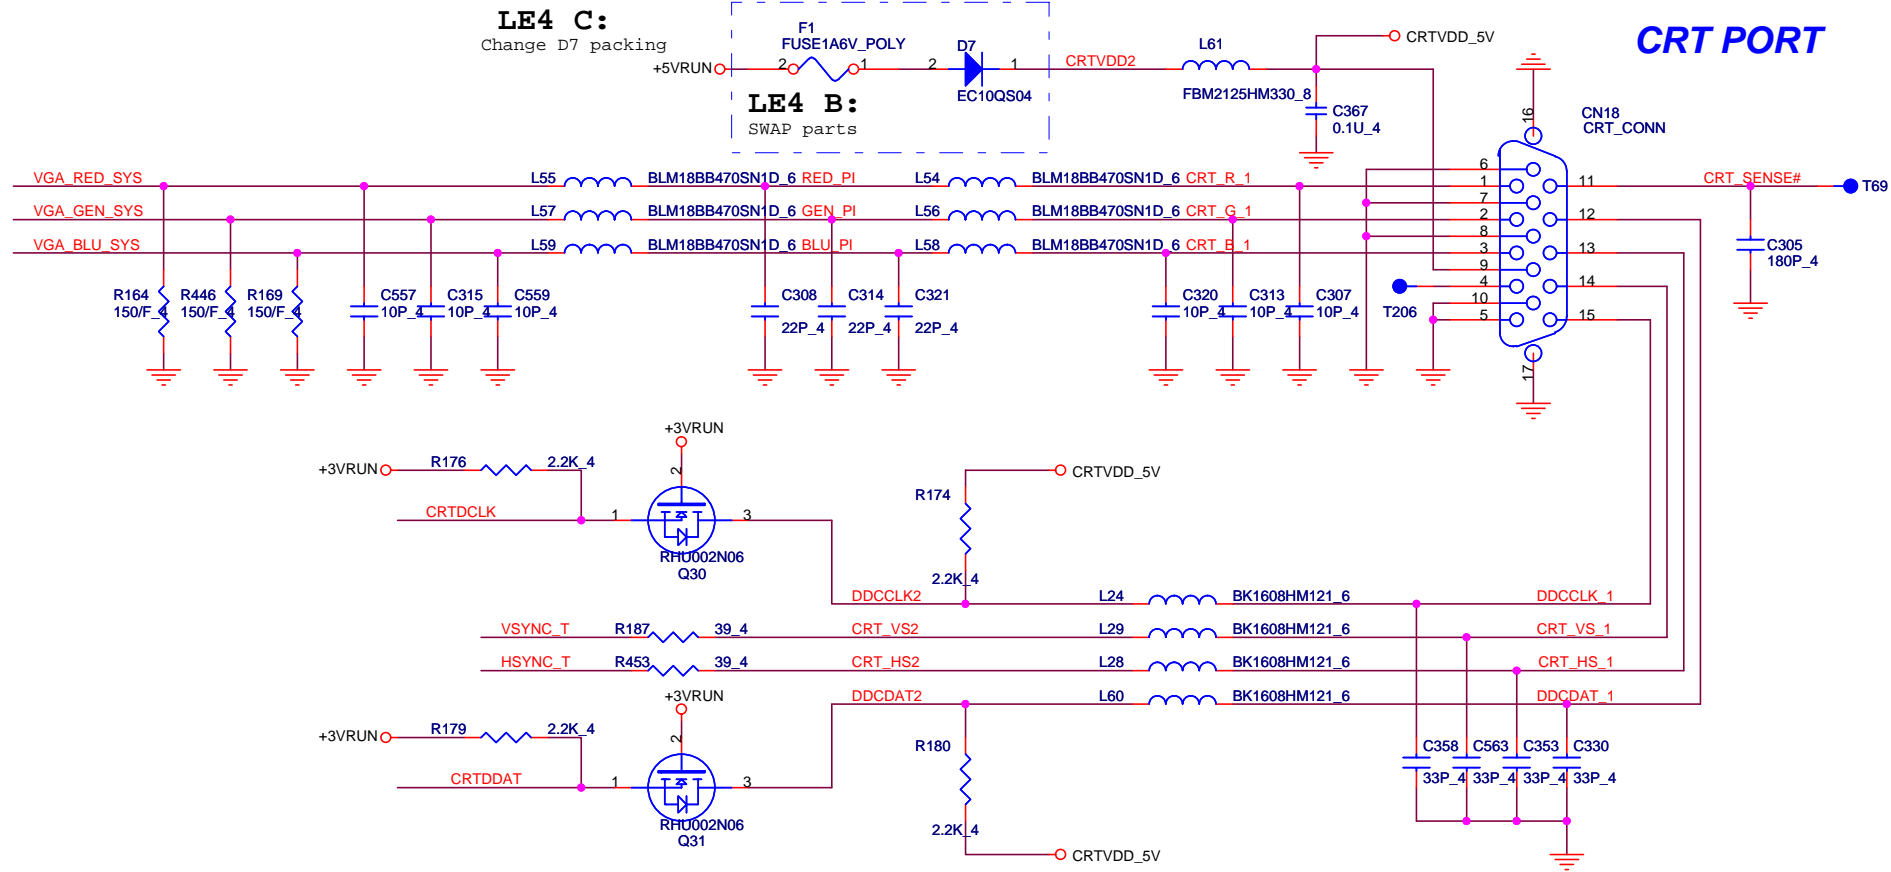 LE4 C:
Change D7 packing
F1
FUSE1A6V_POLY
+5VRUN
2
1
2
D7
1
EC10QS04
LE4 B:
SWAP parts
CRTVDD2
L61
FBM2125HM330_8
CRTVDD_5V
C367
0.1U_4
CRT PORT
CN18
CRT_CONN
16
VGA_RED_SYS
L55
BLM18BB470SN1D_6
RED_PI
L54
BLM18BB470SN1D_6
CRT_R_1
VGA_GEN_SYS
L57
BLM18BB470SN1D_6
GEN_PI
L56
BLM18BB470SN1D_6
CRT_G_1
VGA_BLU_SYS
L59
BLM18BB470SN1D_6
BLU_PI
L58
BLM18BB470SN1D_6
CRT_B_1
6
1
7
2
8
3
9
4
10
5
11
12
13
14
15
17
CRT_SENSE#
T69
C305
180P_4
T206
R164
150/F_4
R446
150/F_4
R169
150/F_4
C557
10P_4
C315
10P_4
C559
10P_4
C308
22P_4
C314
22P_4
C321
22P_4
C320
10P_4
C313
10P_4
C307
10P_4
+3VRUN
+3VRUN
R176
2.2K_4
2
CRTDCLK
1
3
RHU002N06
Q30
R174
2.2K_4
CRTVDD_5V
DDCCLK2
L24
BK1608HM121_6
DDCCLK_1
VSYNC_T
R187
39_4
CRT_VS2
L29
BK1608HM121_6
CRT_VS_1
HSYNC_T
R453
39_4
CRT_HS2
L28
BK1608HM121_6
CRT_HS_1
DDCDAT2
L60
BK1608HM121_6
DDCDAT_1
+3VRUN
+3VRUN
R179
2.2K_4
2
CRTDDAT
1
3
RHU002N06
Q31
R180
2.2K_4
CRTVDD_5V
C358
33P_4
C563
33P_4
C353
33P_4
C330
33P_4